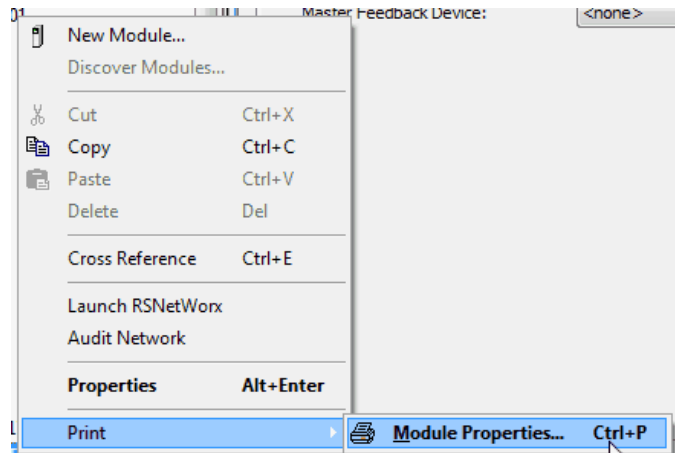 01
Master Feedback Device: <none>
New Module...
Discover Modules...
Cut Ctrl+X
Copy Ctrl+C
Paste Ctrl+V
Delete Del
Cross Reference Ctrl+E
Launch RSNetWorx
Audit Network
Properties Alt+Enter
Print
Module Properties... Ctrl+P